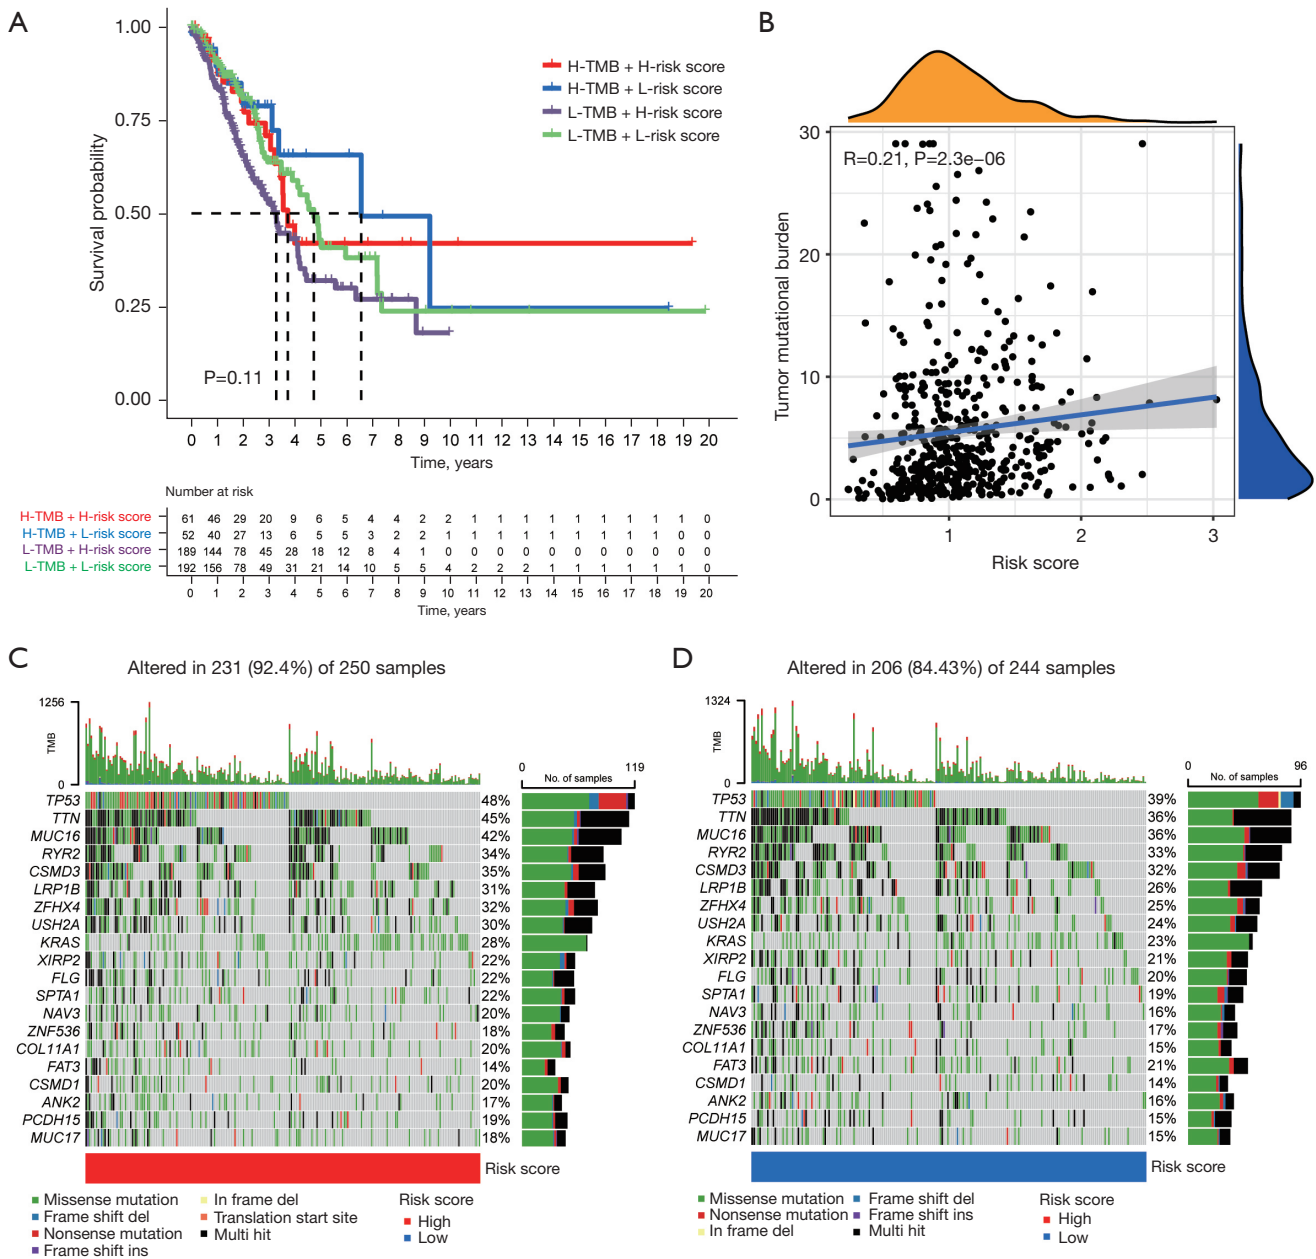 A
1.00
0.75
0.50
0.25
0.00
Survival probability
H-TMB + H-risk score
H-TMB + L-risk score
L-TMB + H-risk score
L-TMB + L-risk score
P=0.11
0 1 2 3 4 5 6 7 8 9 10 11 12 13 14 15 16 17 18 19 20
Time, years
Number at risk
H-TMB + H-risk score 61 46 29 20 9 6 5 4 4 2 2 1 1 1 1 1 1 1 1 1 0
H-TMB + L-risk score 52 40 27 13 6 5 5 3 2 2 1 1 1 1 1 1 1 1 1 0 0
L-TMB + H-risk score 189 144 78 45 28 18 12 8 4 1 0 0 0 0 0 0 0 0 0 0 0
L-TMB + L-risk score 192 156 78 49 31 21 14 10 5 5 4 2 2 2 1 1 1 1 1 1 0
0 1 2 3 4 5 6 7 8 9 10 11 12 13 14 15 16 17 18 19 20
Time, years
B
R=0.21, P=2.3e−06
30
20
10
0
Tumor mutational burden
1 2 3
Risk score
C
Altered in 231 (92.4%) of 250 samples
1256
TMB
0
0 119
No. of samples
TP53 48%
TTN 45%
MUC16 42%
RYR2 34%
CSMD3 35%
LRP1B 31%
ZFHX4 32%
USH2A 30%
KRAS 28%
XIRP2 22%
FLG 22%
SPTA1 22%
NAV3 20%
ZNF536 18%
COL11A1 20%
FAT3 14%
CSMD1 20%
ANK2 17%
PCDH15 19%
MUC17 18%
Risk score
Missense mutation
Frame shift del
Nonsense mutation
Frame shift ins
In frame del
Translation start site
Multi hit
Risk score
High
Low
D
Altered in 206 (84.43%) of 244 samples
1324
TMB
0
0 96
No. of samples
TP53 39%
TTN 36%
MUC16 36%
RYR2 33%
CSMD3 32%
LRP1B 26%
ZFHX4 25%
USH2A 24%
KRAS 23%
XIRP2 21%
FLG 20%
SPTA1 19%
NAV3 16%
ZNF536 17%
COL11A1 15%
FAT3 21%
CSMD1 14%
ANK2 16%
PCDH15 15%
MUC17 15%
Risk score
Missense mutation
Nonsense mutation
In frame del
Frame shift del
Frame shift ins
Multi hit
Risk score
High
Low